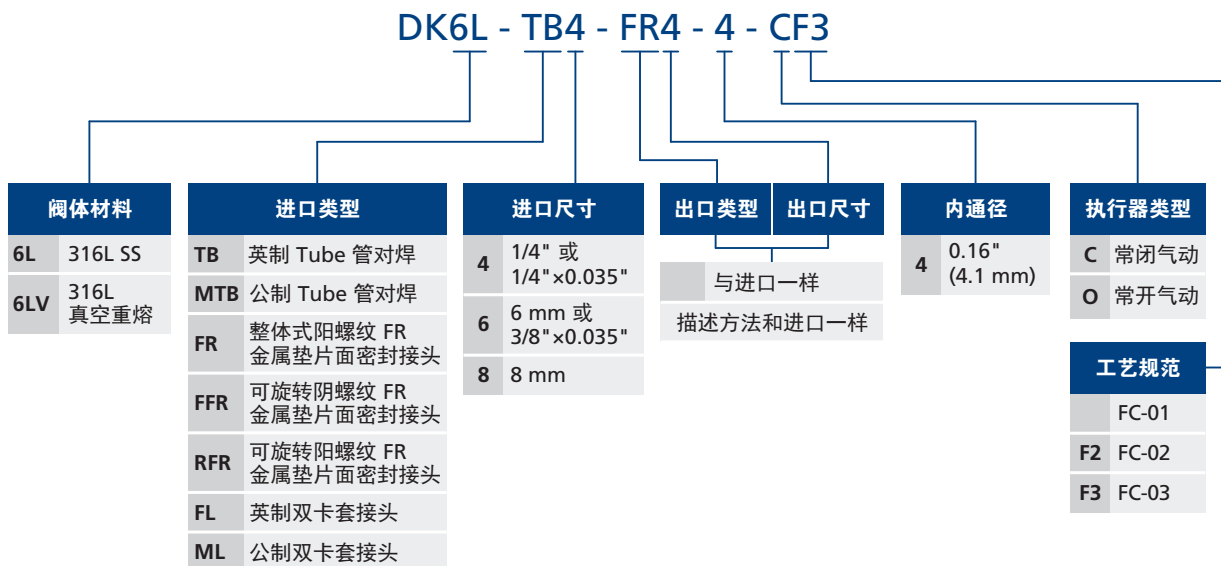 DK6L - TB4 - FR4 - 4 - CF3
阀体材料
6L 316L SS
6LV 316L
真空重熔
进口类型
TB 英制 Tube 管对焊
MTB 公制 Tube 管对焊
FR 整体式阳螺纹 FR
金属垫片面密封接头
FFR 可旋转阴螺纹 FR
金属垫片面密封接头
RFR 可旋转阳螺纹 FR
金属垫片面密封接头
FL 英制双卡套接头
ML 公制双卡套接头
进口尺寸
4 1/4" 或
1/4"×0.035"
6 6 mm 或
3/8"×0.035"
8 8 mm
出口类型 出口尺寸
与进口一样
描述方法和进口一样
内通径
4 0.16"
(4.1 mm)
执行器类型
C 常闭气动
O 常开气动
工艺规范
FC-01
F2 FC-02
F3 FC-03